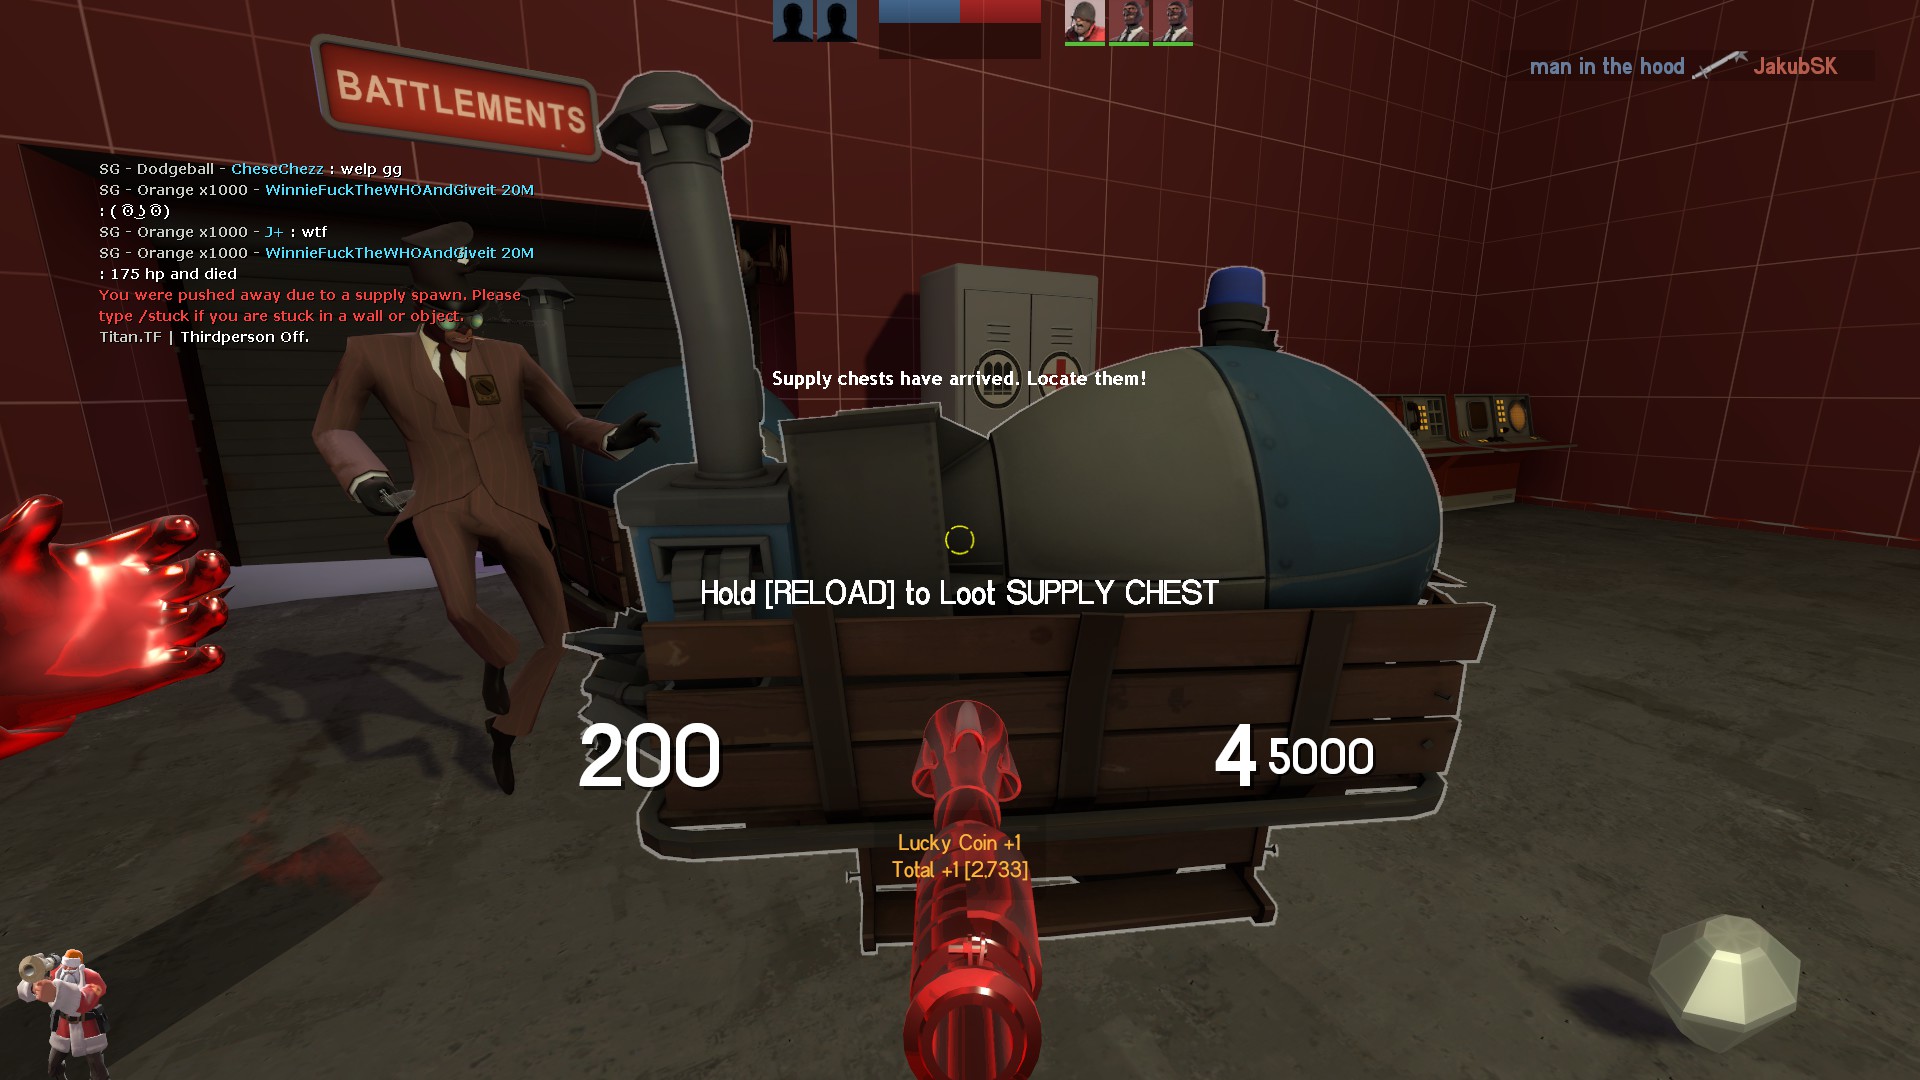 BATTLEMENTS
man in the hood JakubSK
SG - Dodgeball - CheseChezz : welp gg
SG - Orange x1000 - WinnieFuckTheWHOAndGiveit 20M
: ( ʘ ͜ʖ ʘ)
SG - Orange x1000 - J+ : wtf
SG - Orange x1000 - WinnieFuckTheWHOAndGiveit 20M
: 175 hp and died
You were pushed away due to a supply spawn. Please
type /stuck if you are stuck in a wall or object.
Titan.TF | Thirdperson Off.
Supply chests have arrived. Locate them!
Hold [RELOAD] to Loot SUPPLY CHEST
200
4 5000
Lucky Coin +1
Total +1 [2,733]